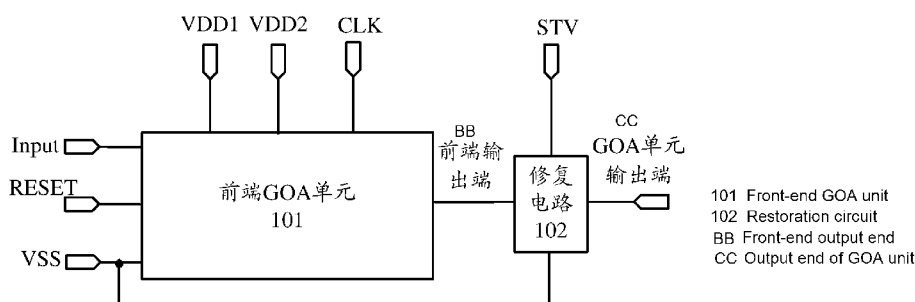 VDD1 VDD2 CLK STV
Input
RESET
VSS
前端GOA单元
101
BB
前端输
出端
修复
电路
102
CC
GOA单元
输出端
101 Front-end GOA unit
102 Restoration circuit
BB Front-end output end
CC Output end of GOA unit